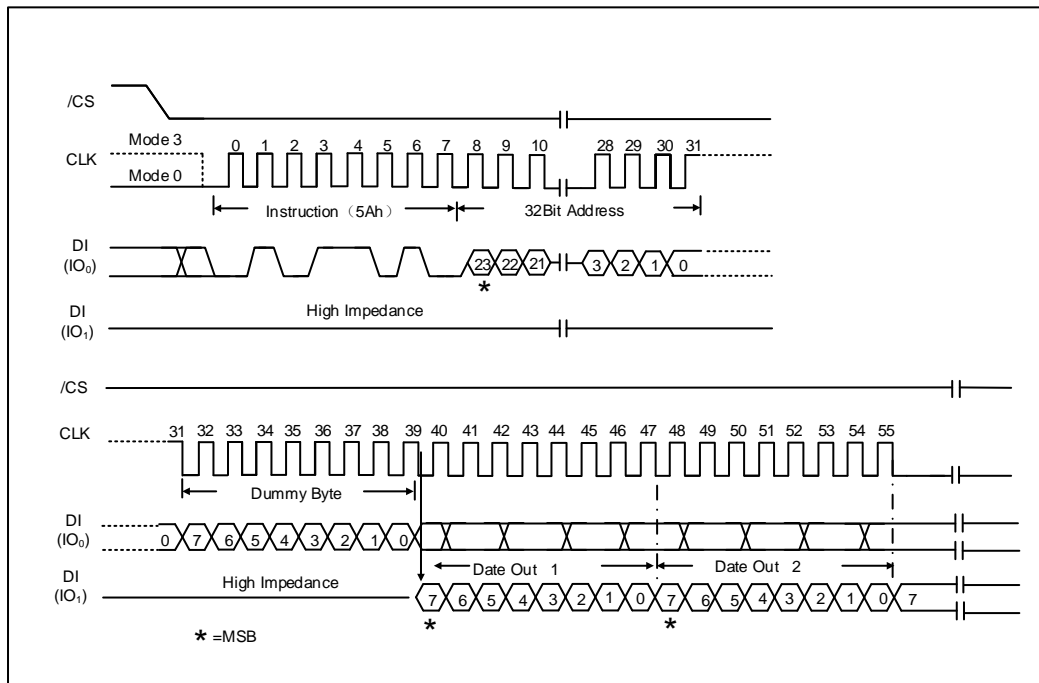 /CS
Mode 3
CLK
Mode 0
0 1 2 3 4 5 6 7 8 9 10 28 29 30 31
Instruction（5Ah） 32Bit Address
DI
(IO0)
23 22 21 3 2 1 0
*
High Impedance
DI
(IO1)
/CS
CLK
31 32 33 34 35 36 37 38 39 40 41 42 43 44 45 46 47 48 49 50 51 52 53 54 55
Dummy Byte
DI
(IO0)
0 7 6 5 4 3 2 1 0
Date Out 1 Date Out 2
DI
(IO1)
High Impedance
7 6 5 4 3 2 1 0 7 6 5 4 3 2 1 0 7
* *
* =MSB